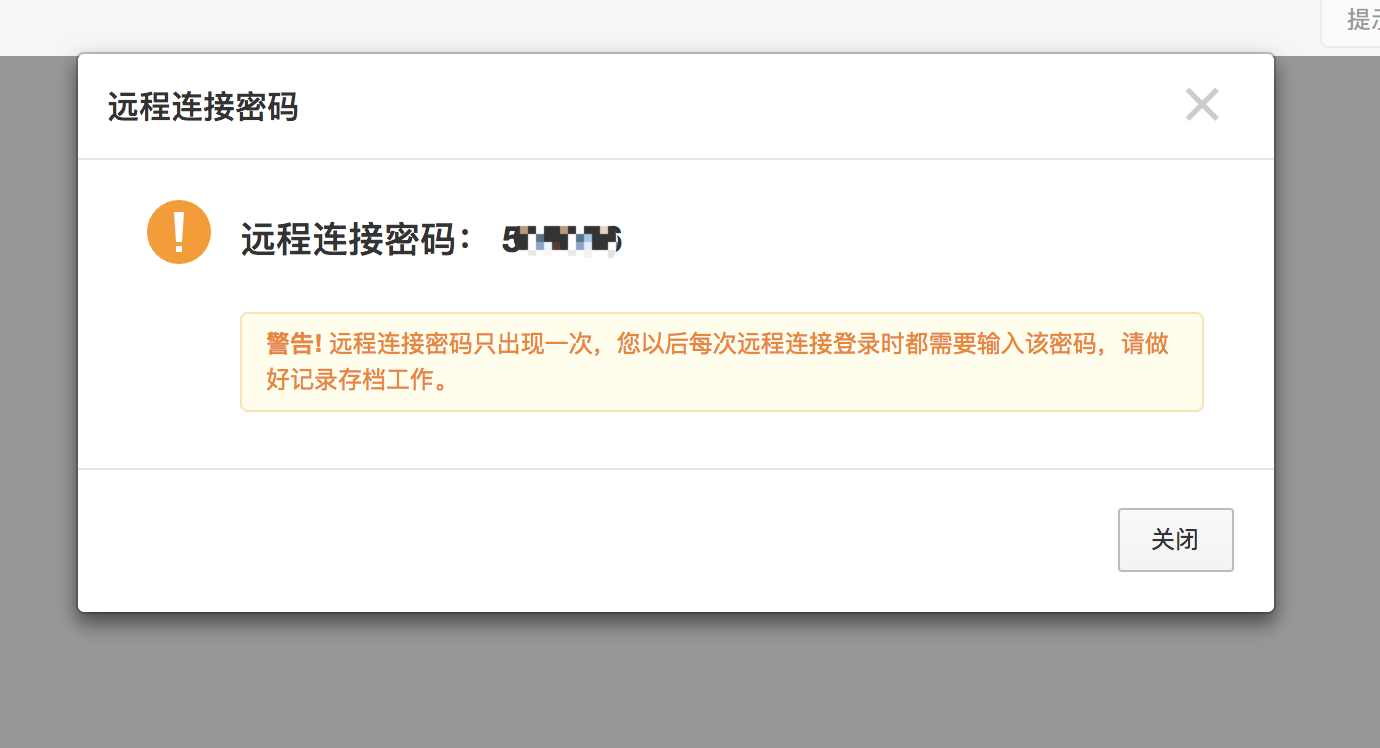 提示
远程连接密码
远程连接密码：
警告! 远程连接密码只出现一次，您以后每次远程连接登录时都需要输入该密码，请做
好记录存档工作。
关闭